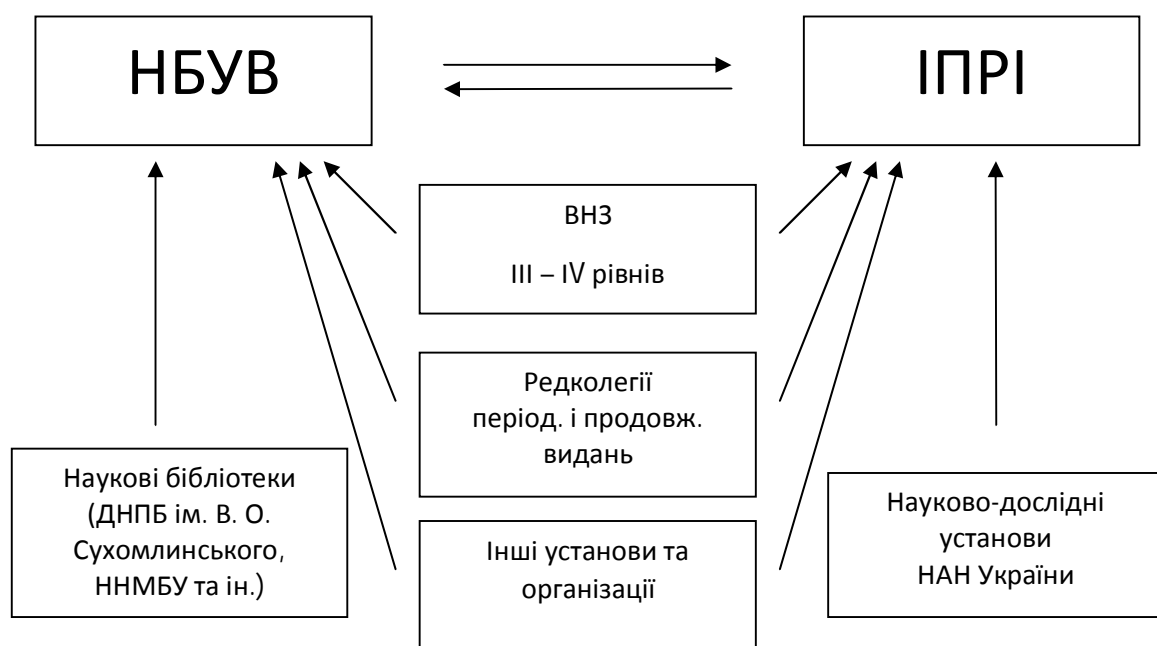 НБУВ
ІПРІ
ВНЗ
ІІІ – IV рівнів
Редколегії
період. і продовж.
видань
Наукові бібліотеки
(ДНПБ ім. В. О.
Сухомлинського,
ННМБУ та ін.)
Інші установи та
організації
Науково-дослідні
установи
НАН України